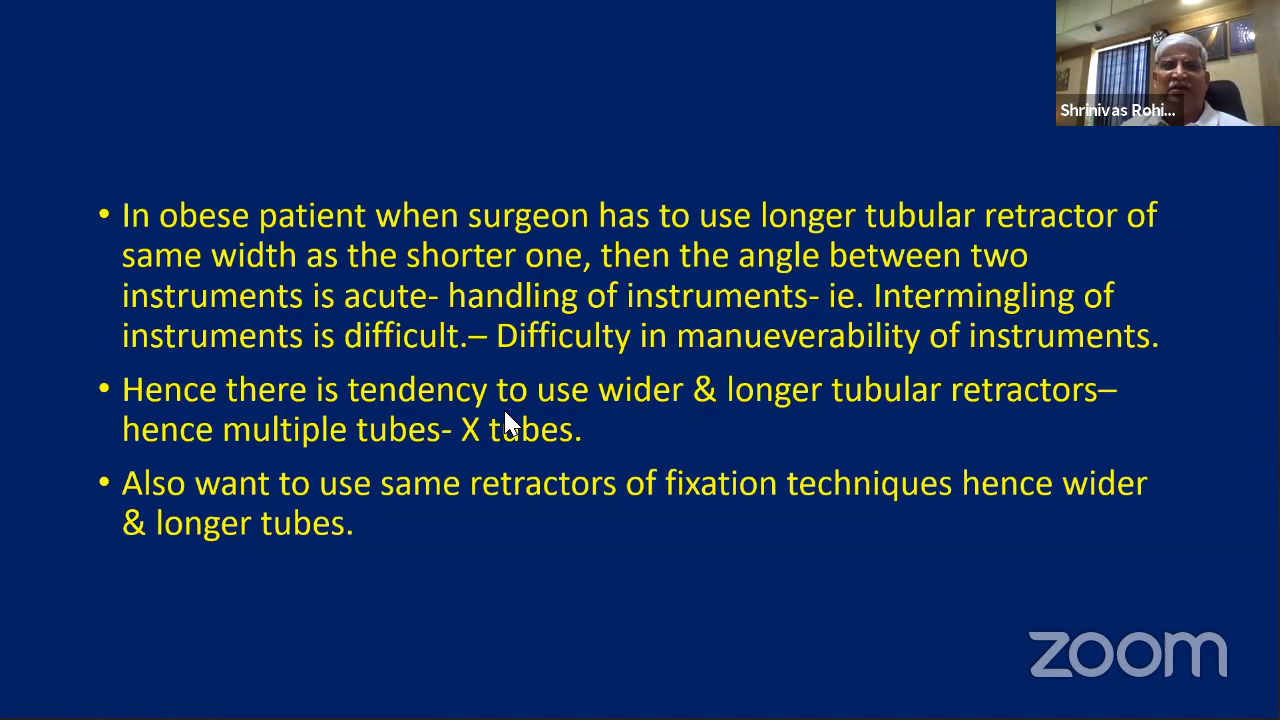 Shrinivas Rohi...
• In obese patient when surgeon has to use longer tubular retractor of
same width as the shorter one, then the angle between two
instruments is acute- handling of instruments- ie. Intermingling of
instruments is difficult.– Difficulty in manueverability of instruments.
• Hence there is tendency to use wider & longer tubular retractors–
hence multiple tubes- X tubes.
• Also want to use same retractors of fixation techniques hence wider
& longer tubes.
zoom